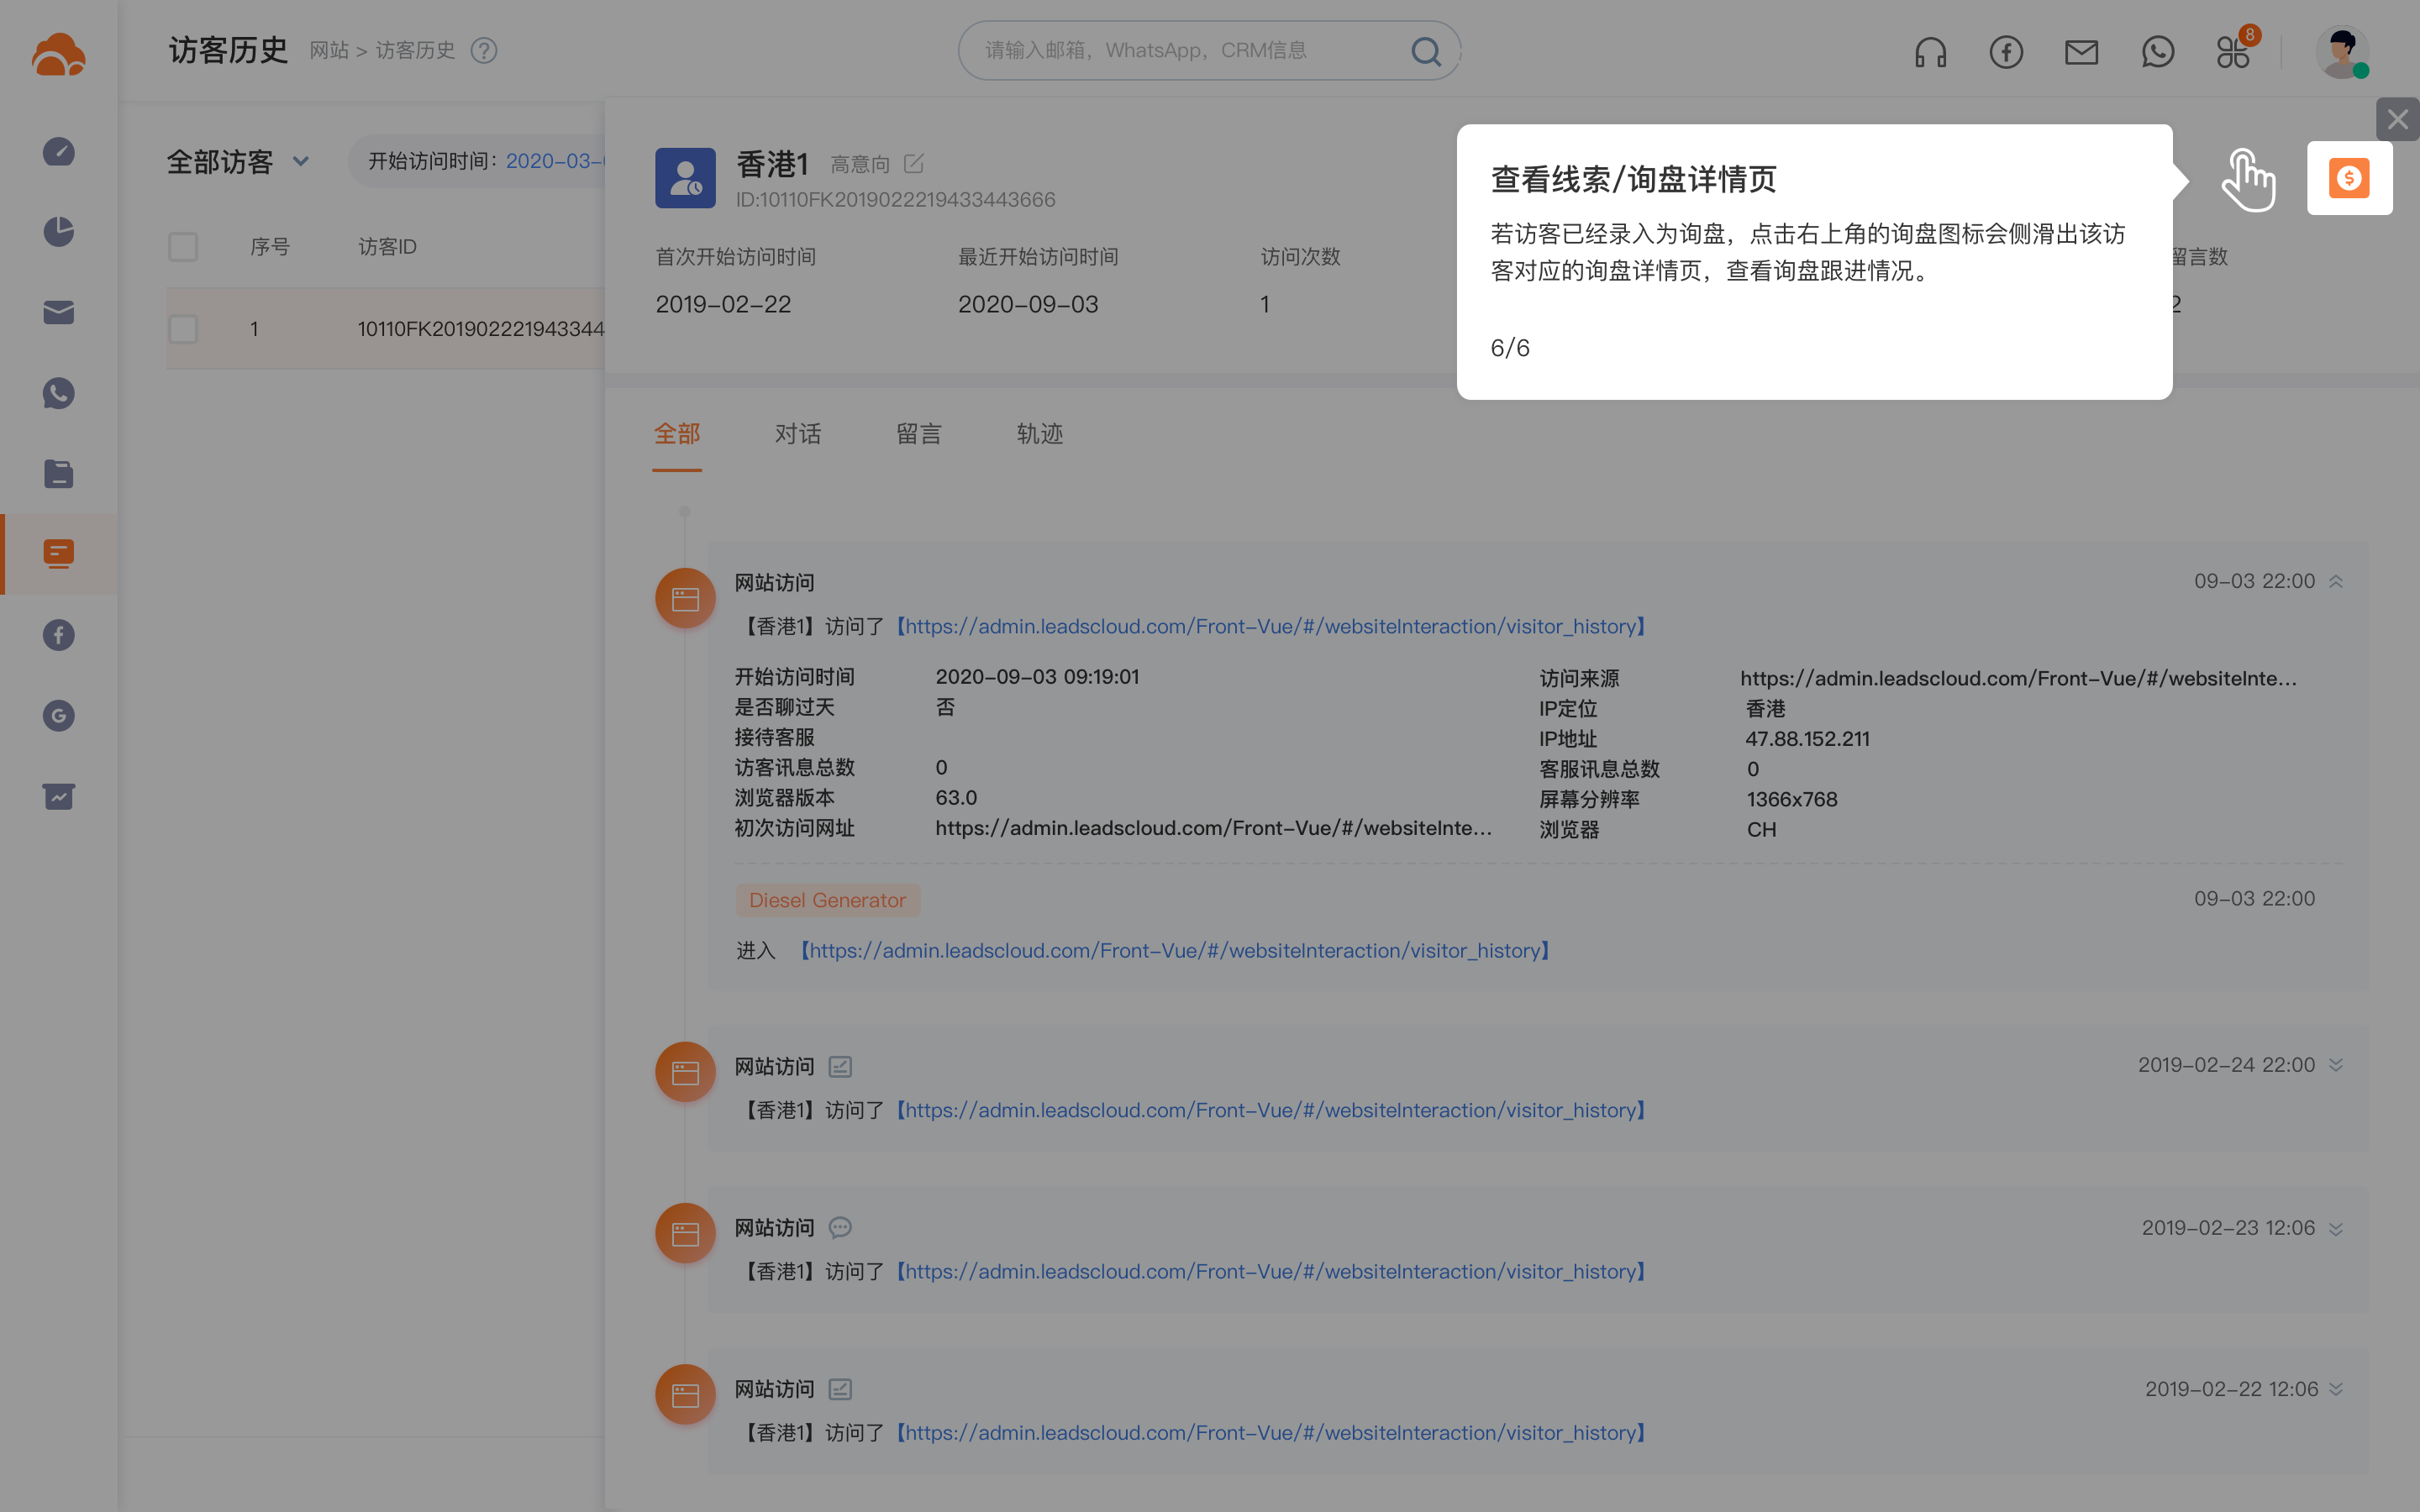 访客历史
网站 > 访客历史
请输入邮箱，WhatsApp，CRM信息
8
全部访客
开始访问时间：2020-03-
序号
访客ID
1
10110FK201902221943344
香港1
高意向
ID:10110FK2019022219433443666
首次开始访问时间
最近开始访问时间
访问次数
留言数
2019-02-22
2020-09-03
1
2
查看线索/询盘详情页
若访客已经录入为询盘，点击右上角的询盘图标会侧滑出该访
客对应的询盘详情页，查看询盘跟进情况。
6/6
全部
对话
留言
轨迹
网站访问
09-03 22:00
【香港1】访问了【https://admin.leadscloud.com/Front-Vue/#/websiteInteraction/visitor_history】
开始访问时间 2020-09-03 09:19:01
访问来源 https://admin.leadscloud.com/Front-Vue/#/websiteInte...
是否聊过天 否
IP定位 香港
接待客服
IP地址 47.88.152.211
访客讯息总数 0
客服讯息总数 0
浏览器版本 63.0
屏幕分辨率 1366x768
初次访问网址 https://admin.leadscloud.com/Front-Vue/#/websiteInte...
浏览器 CH
Diesel Generator
09-03 22:00
进入 【https://admin.leadscloud.com/Front-Vue/#/websiteInteraction/visitor_history】
网站访问
2019-02-24 22:00
【香港1】访问了【https://admin.leadscloud.com/Front-Vue/#/websiteInteraction/visitor_history】
网站访问
2019-02-23 12:06
【香港1】访问了【https://admin.leadscloud.com/Front-Vue/#/websiteInteraction/visitor_history】
网站访问
2019-02-22 12:06
【香港1】访问了【https://admin.leadscloud.com/Front-Vue/#/websiteInteraction/visitor_history】